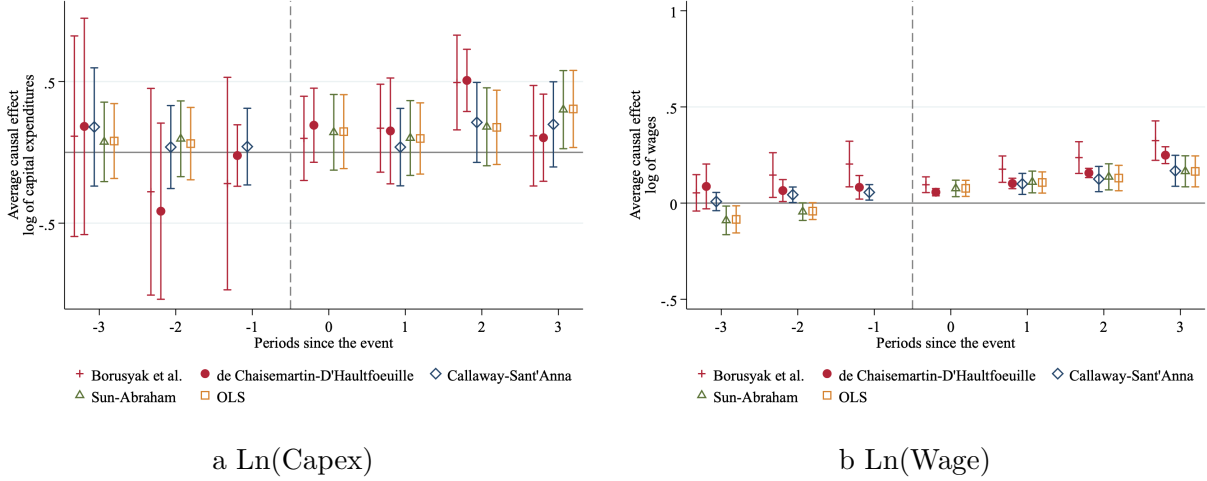 Average causal effect
log of capital expenditures
.5
-.5
-3
-2
-1
0
1
2
3
Periods since the event
Borusyak et al.
de Chaisemartin-D'Haultfoeuille
Callaway-Sant'Anna
Sun-Abraham
OLS
a Ln(Capex)
Average causal effect
log of wages
1
.5
0
-.5
-3
-2
-1
0
1
2
3
Periods since the event
Borusyak et al.
de Chaisemartin-D'Haultfoeuille
Callaway-Sant'Anna
Sun-Abraham
OLS
b Ln(Wage)